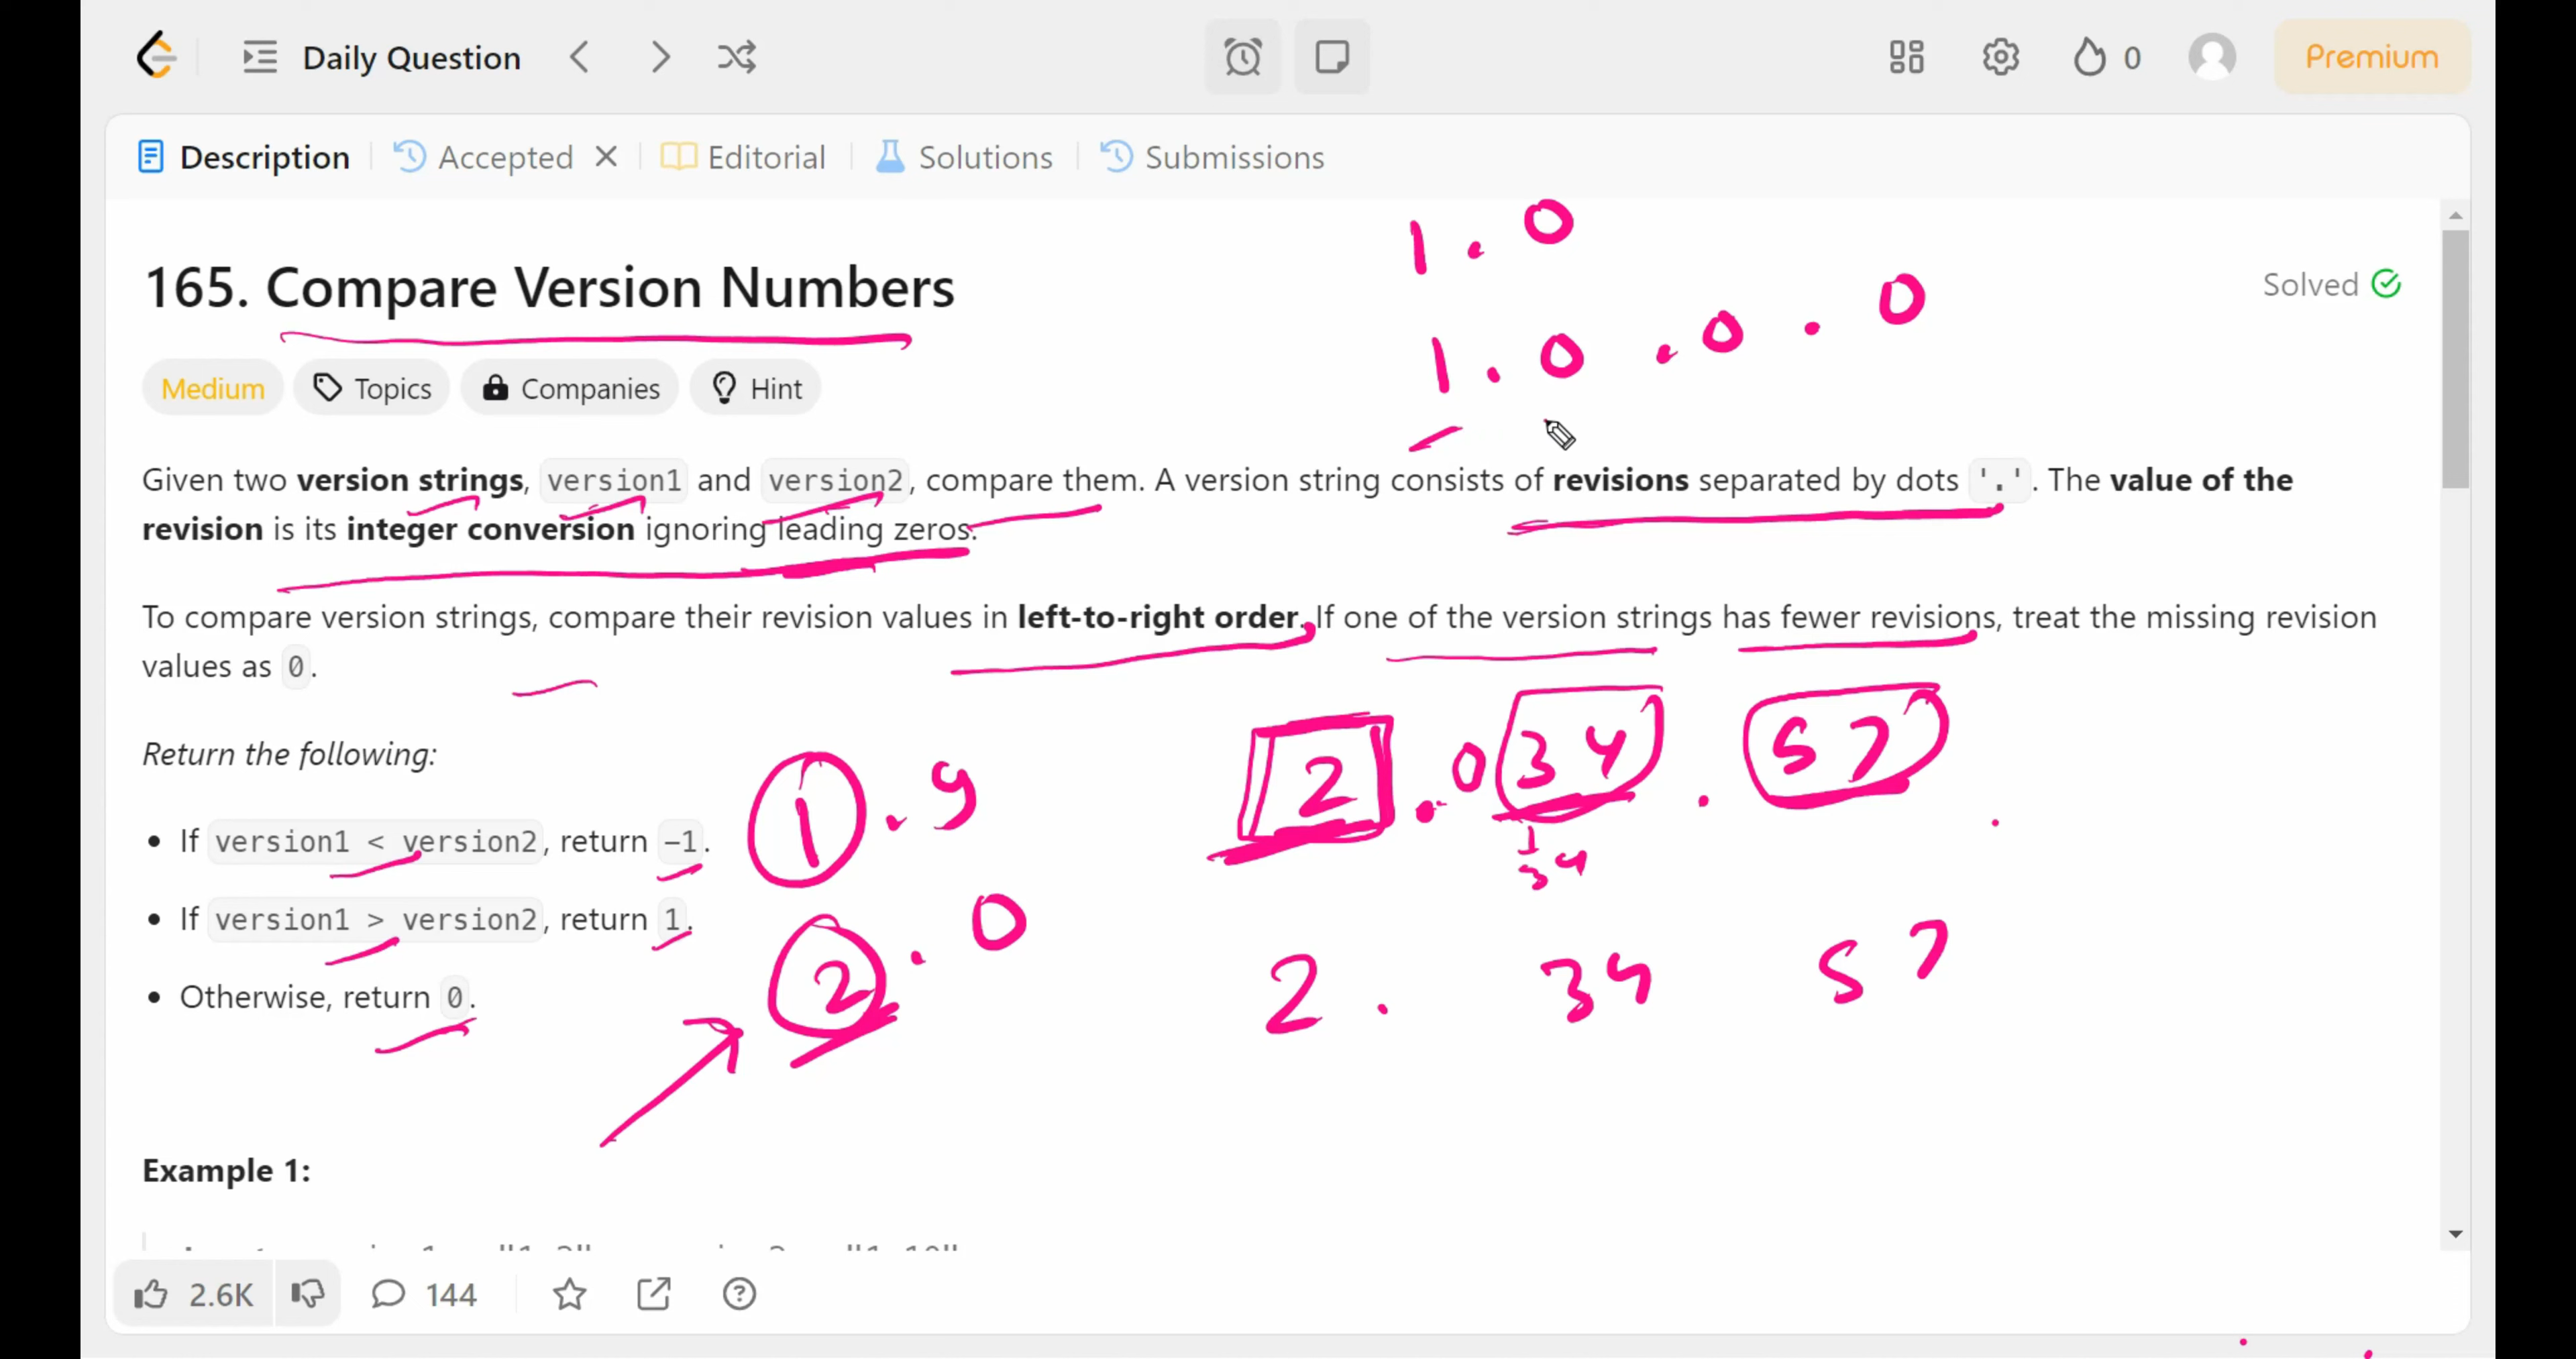 Daily Question
0
Premium
Description
Accepted
Editorial
Solutions
Submissions
1.0
165. Compare Version Numbers
Solved
1.0.0.0
Medium
Topics
Companies
Hint
Given two version strings, version1 and version2, compare them. A version string consists of revisions separated by dots '.'. The value of the
revision is its integer conversion ignoring leading zeros.
To compare version strings, compare their revision values in left-to-right order. If one of the version strings has fewer revisions, treat the missing revision
values as 0.
Return the following:
1.9
2.034.57.
34
• If version1 < version2, return -1.
• If version1 > version2, return 1.
2.0
2. 34 57
• Otherwise, return 0.
Example 1:
2.6K
144